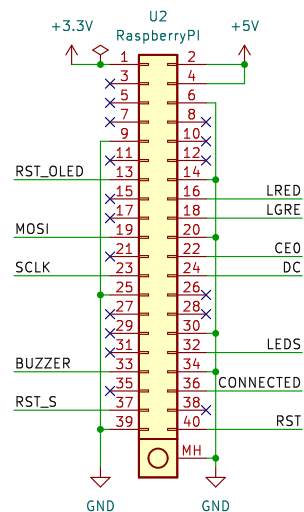 U2
RaspberryPI
+3.3V +5V
1 2
3 4
5 6
7 8
9 10
11 12
RST_OLED 13 14
15 16 LRED
17 18 LGRE
MOSI 19 20
21 22 CE0
SCLK 23 24 DC
25 26
27 28
29 30
31 32 LEDS
BUZZER 33 34
35 36 CONNECTED
RST_S 37 38
39 40 RST
MH
GND GND